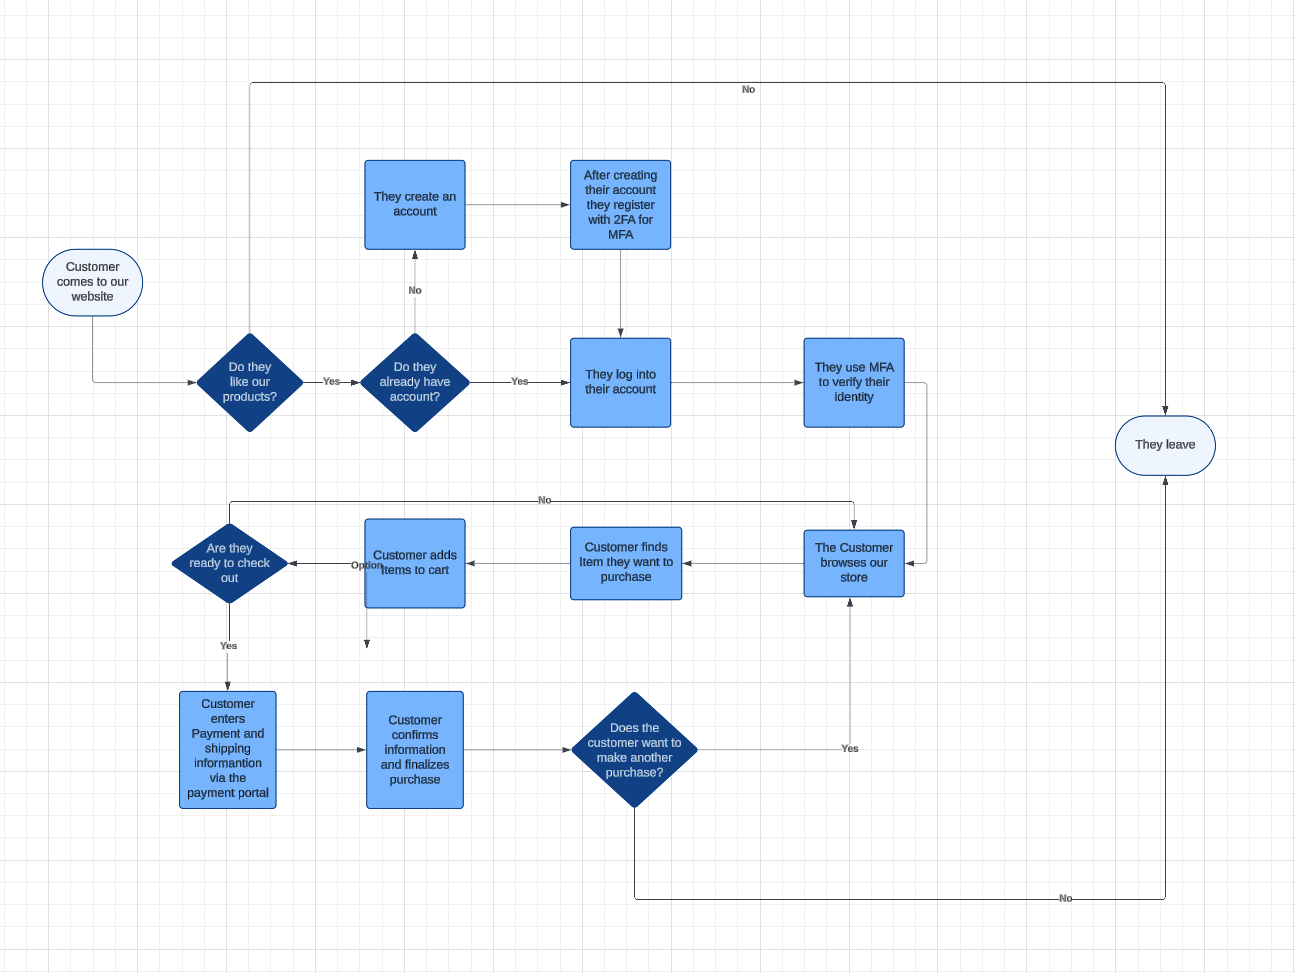 No
They create an
account
After creating
their account
they register
with 2FA for
MFA
Customer
comes to our
website
No
Do they
like our
products?
Yes
Do they
already have
account?
Yes
They log into
their account
They use MFA
to verify their
identity
They leave
No
Are they
ready to check
out
Option
Customer adds
items to cart
Customer finds
Item they want to
purchase
The Customer
browses our
store
Yes
Customer
enters
Payment and
shipping
informantion
via the
payment portal
Customer
confirms
information
and finalizes
purchase
Does the
customer want to
make another
purchase?
Yes
No